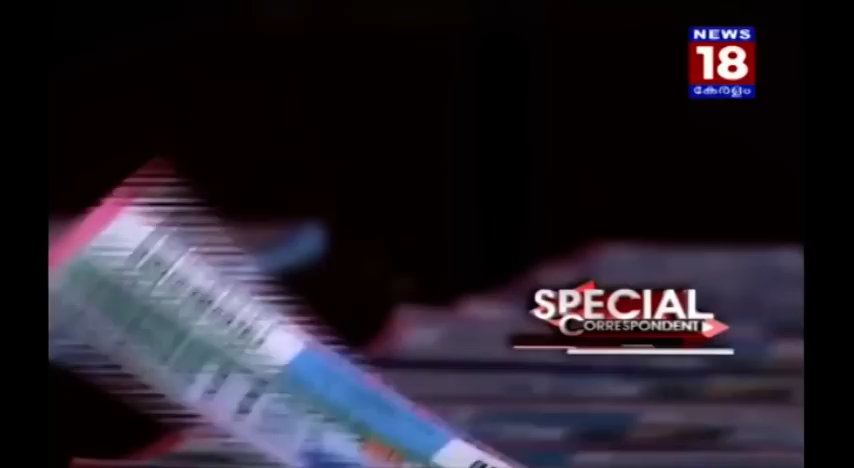 NEWS
18
കേരളം
SPECIAL
CORRESPONDENT